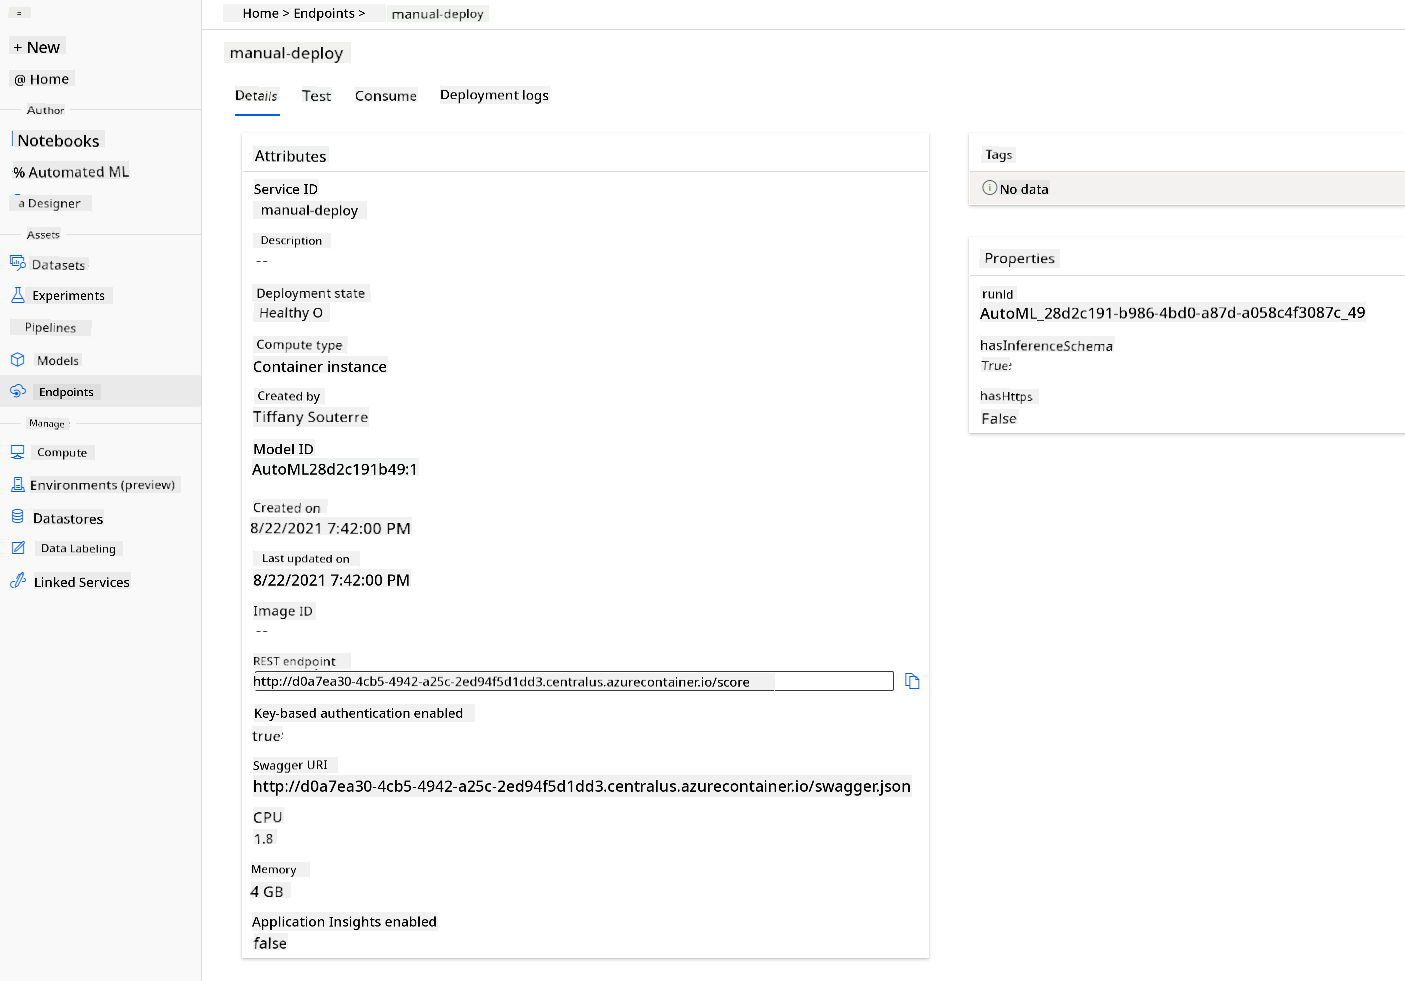 Home > Endpoints > manual-deploy
+ New
@ Home
Author
Notebooks
% Automated ML
a Designer
Assets
Datasets
Experiments
Pipelines
Models
Endpoints
Manage
Compute
Environments (preview)
Datastores
Data Labeling
Linked Services
manual-deploy
Details Test Consume Deployment logs
Attributes
Service ID
manual-deploy
Description
--
Deployment state
Healthy O
Compute type
Container instance
Created by
Tiffany Souterre
Model ID
AutoML28d2c191b49:1
Created on
8/22/2021 7:42:00 PM
Last updated on
8/22/2021 7:42:00 PM
Image ID
--
REST endpoint
http://d0a7ea30-4cb5-4942-a25c-2ed94f5d1dd3.centralus.azurecontainer.io/score
Key-based authentication enabled
true
Swagger URI
http://d0a7ea30-4cb5-4942-a25c-2ed94f5d1dd3.centralus.azurecontainer.io/swagger.json
CPU
1.8
Memory
4 GB
Application Insights enabled
false
Tags
No data
Properties
runId
AutoML_28d2c191-b986-4bd0-a87d-a058c4f3087c_49
hasInferenceSchema
True
hasHttps
False